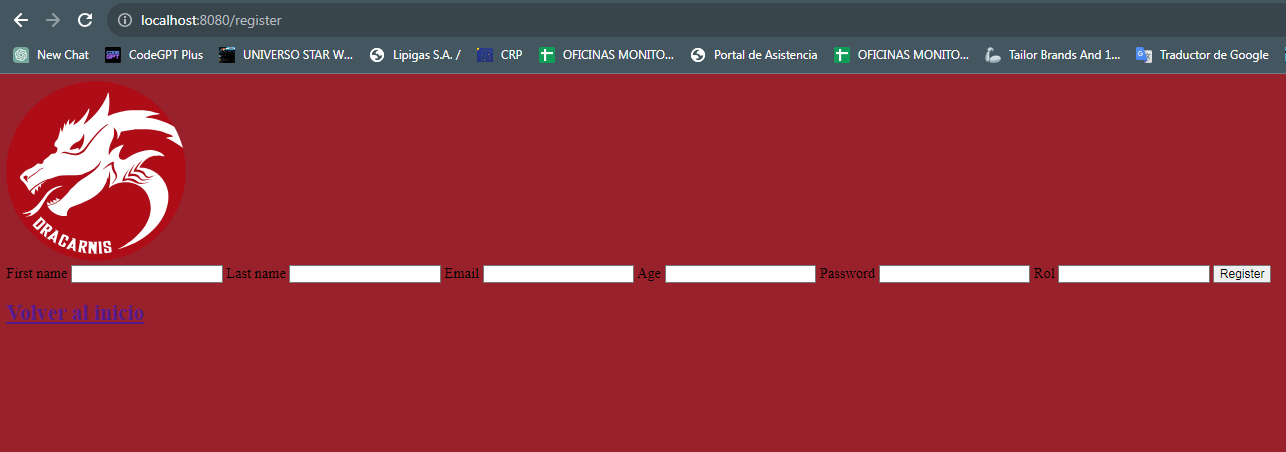 localhost:8080/register
New Chat CodeGPT Plus UNIVERSO STAR W... Lipigas S.A. / CRP OFICINAS MONITO... Portal de Asistencia OFICINAS MONITO... Tailor Brands And 1... Traductor de Google
DRACARNIS
First name Last name Email Age Password Rol Register
Volver al inicio